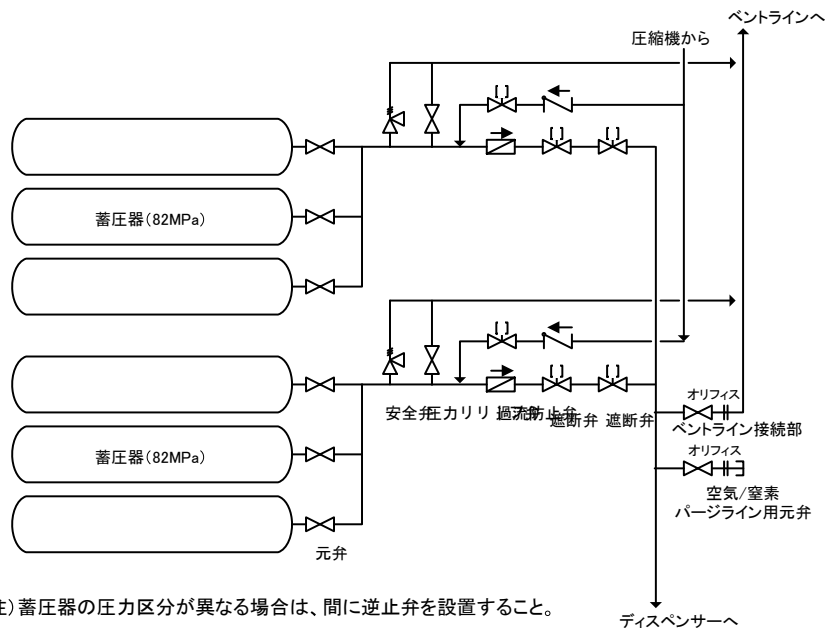 ベントラインへ
圧縮機から
蓄圧器(82MPa)
蓄圧器(82MPa)
安全弁
過流防止弁
遮断弁
遮断弁
オリフィス
ベントライン接続部
オリフィス
空気/窒素
パージライン用元弁
元弁
)蓄圧器の圧力区分が異なる場合は、間に逆止弁を設置すること。
ディスペンサーへ